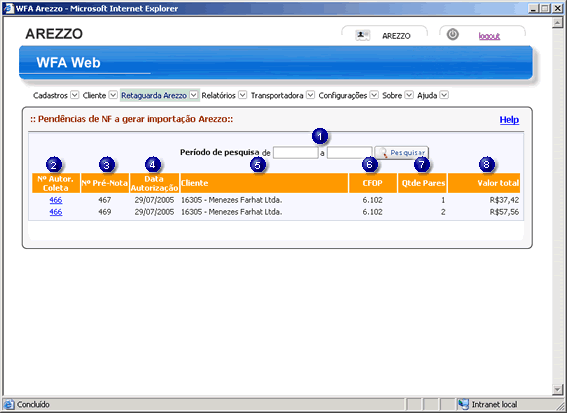 WFA Arezzo - Microsoft Internet Explorer
AREZZO
AREZZO
logout
WFA Web
Cadastros Cliente Retaguarda Arezzo Relatórios Transportadora Configurações Sobre Ajuda
:: Pendências de NF a gerar importação Arezzo::
Help
1
Período de pesquisa de a Pesquisar
2 3 4 5 6 7 8
Nº Autor. Coleta Nº Pré-Nota Data Autorização Cliente CFOP Qtde Pares Valor total
466 467 29/07/2005 16305 - Menezes Farhat Ltda. 6.102 1 R$37,42
466 469 29/07/2005 16305 - Menezes Farhat Ltda. 6.102 2 R$57,56
Concluído
Intranet local